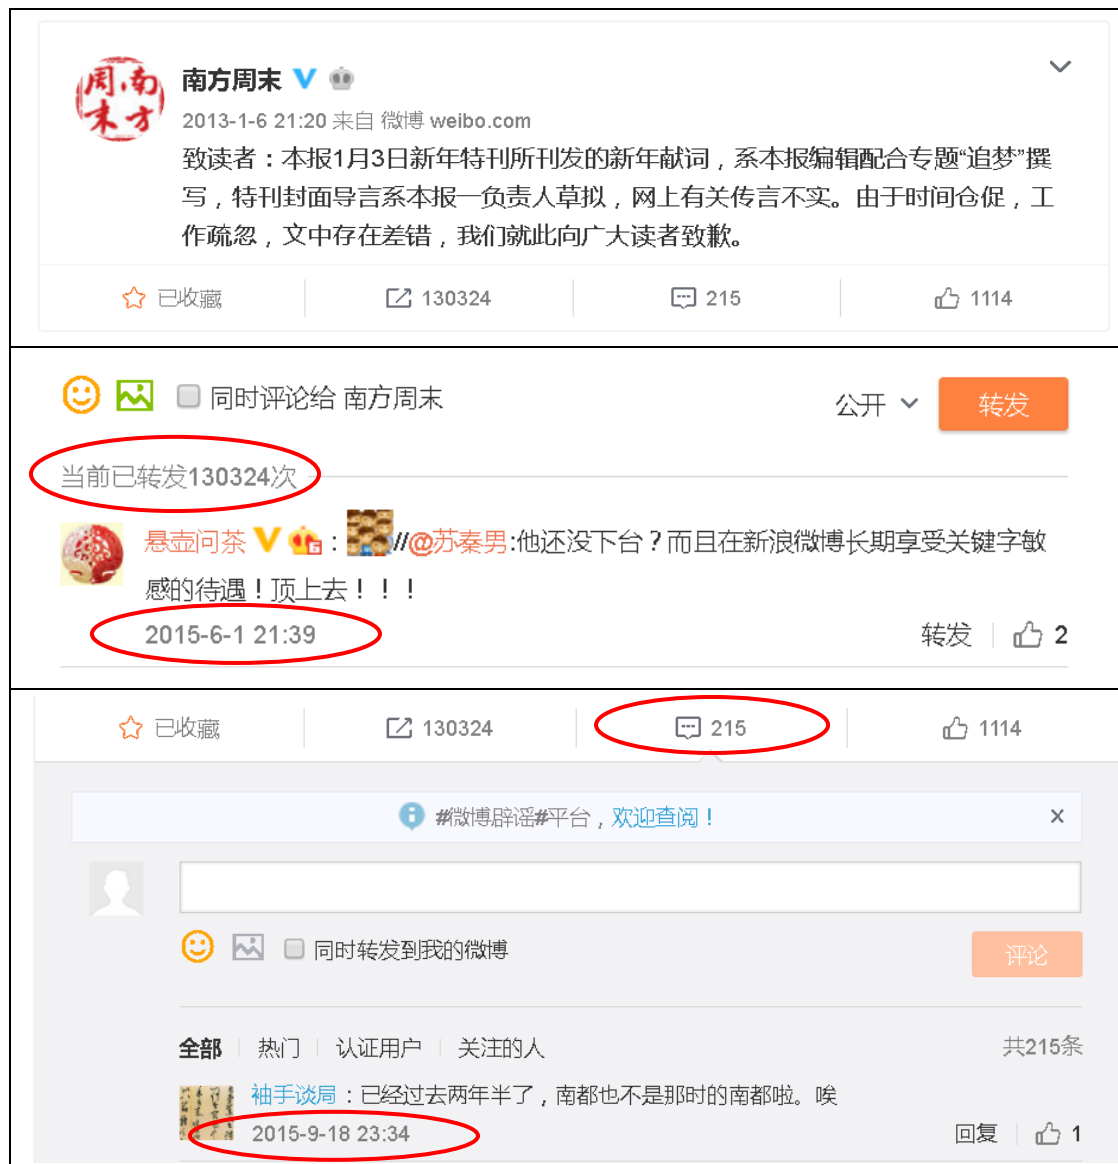 周南
末方
南方周末
2013-1-6 21:20 来自 微博 weibo.com
致读者：本报1月3日新年特刊所刊发的新年献词，系本报编辑配合专题“追梦”撰
写，特刊封面导言系本报一负责人草拟，网上有关传言不实。由于时间仓促，工
作疏忽，文中存在差错，我们就此向广大读者致歉。
已收藏 130324 215 1114
同时评论给 南方周末 公开 转发
当前已转发130324次
悬壶问茶 : //@苏秦男:他还没下台？而且在新浪微博长期享受关键字敏
感的待遇！顶上去！！！
2015-6-1 21:39 转发 2
已收藏 130324 215 1114
#微博辟谣#平台，欢迎查阅！ ×
同时转发到我的微博 评论
全部 热门 认证用户 关注的人 共215条
袖手谈局：已经过去两年半了，南都也不是那时的南都啦。唉
2015-9-18 23:34 回复 1